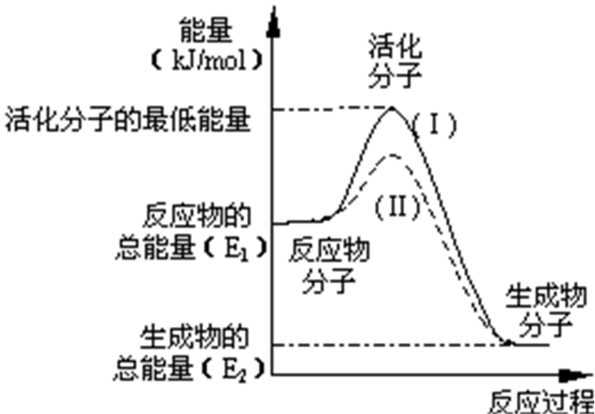 能量
(kJ/mol)
活化
分子
活化分子的最低能量
(I)
反应物的
总能量(E₁)
(II)
反应物
分子
生成物
分子
生成物的
总能量(E₂)
反应过程